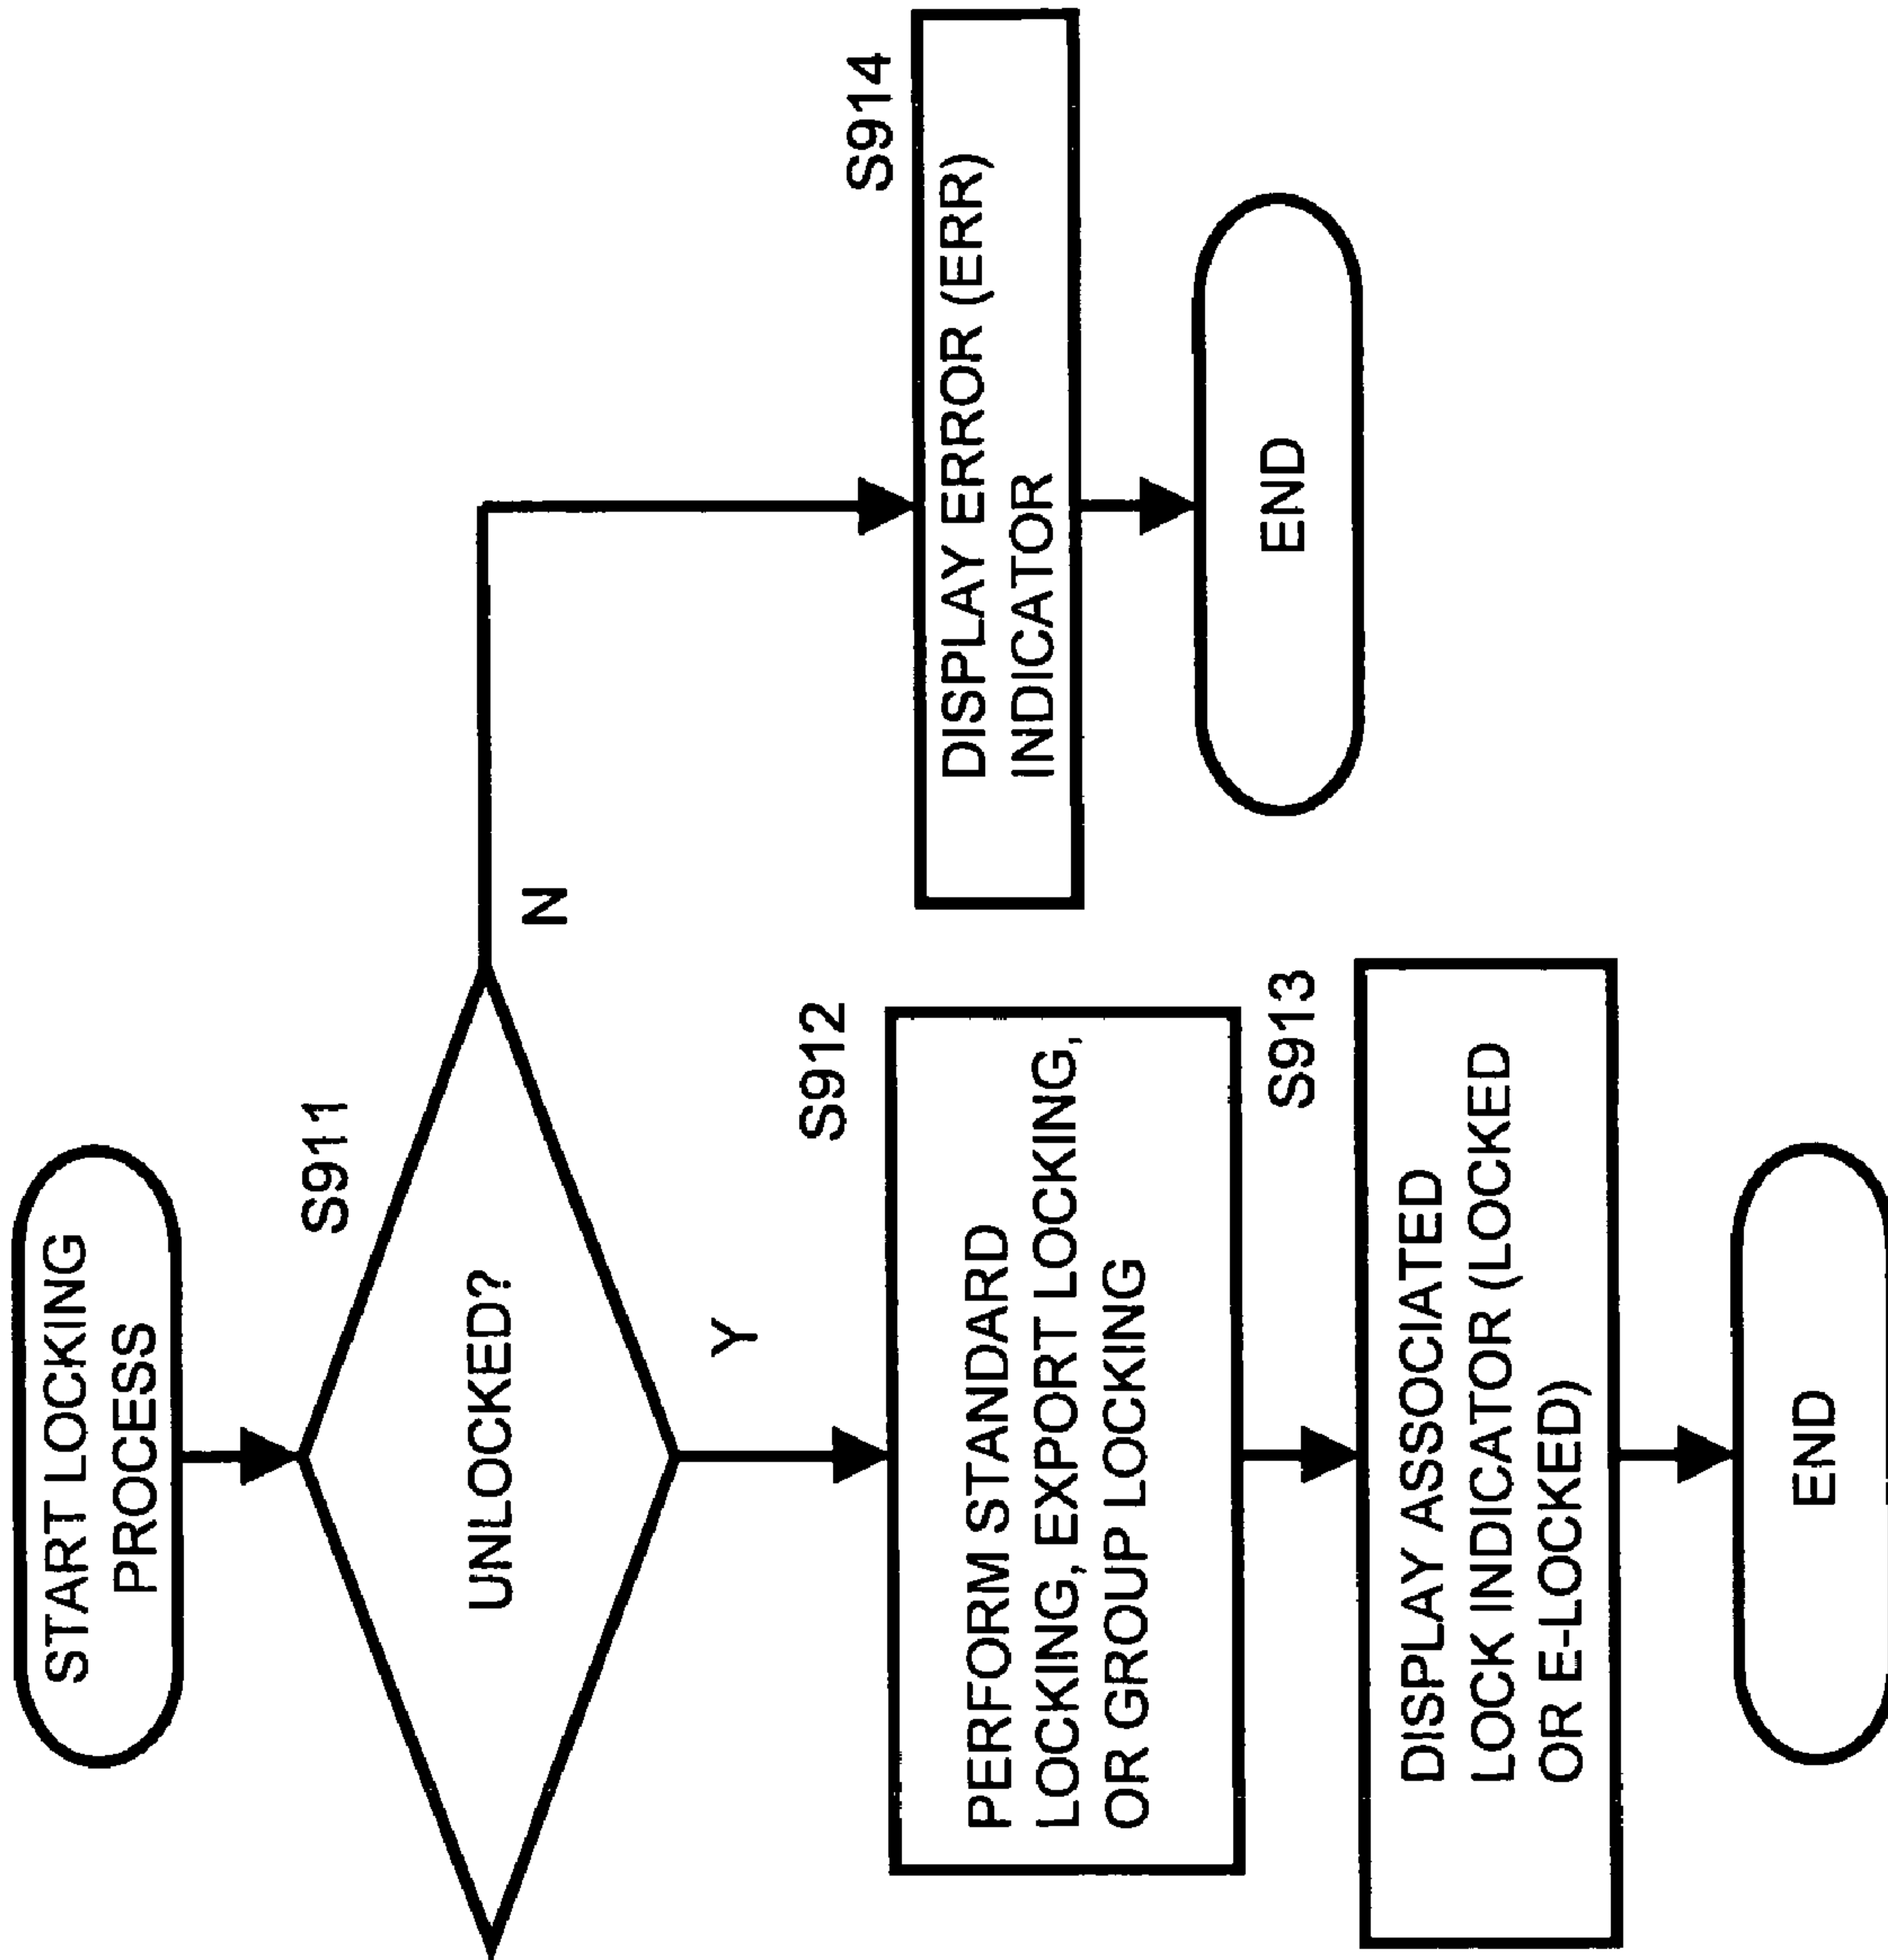 START LOCKING
PROCESS
S911
UNLOCKED?
N
Y
S912
PERFORM STANDARD
LOCKING, EXPORT LOCKING,
OR GROUP LOCKING
S913
DISPLAY ASSOCIATED
LOCK INDICATOR (LOCKED
OR E-LOCKED)
END
S914
DISPLAY ERROR (ERR)
INDICATOR
END